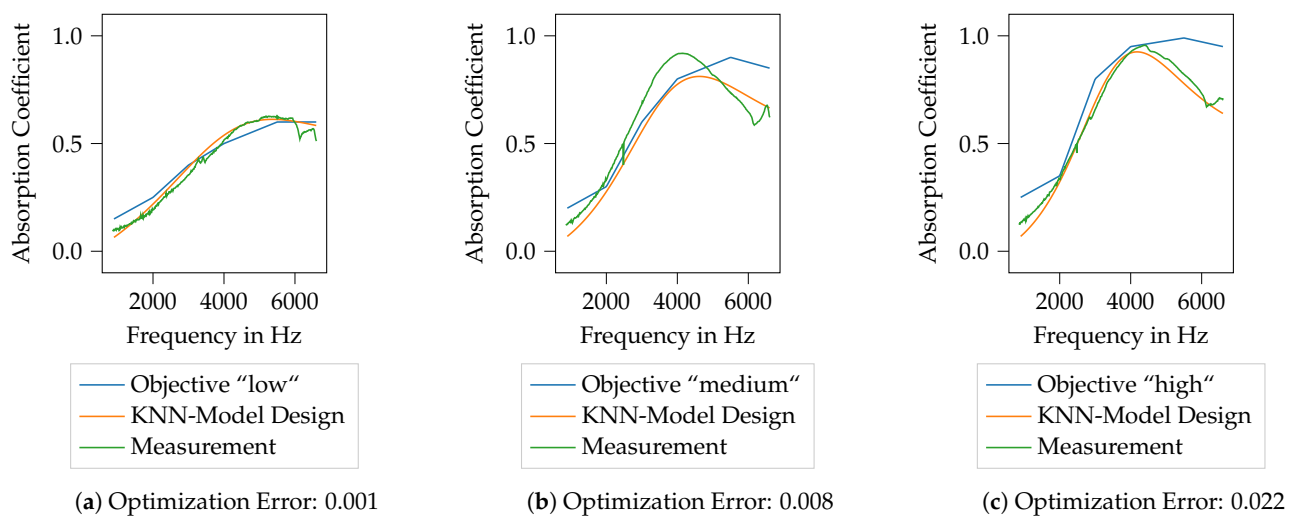 Absorption Coefficient
1.0
0.5
0.0
2000 4000 6000
Frequency in Hz
Objective “low“
KNN-Model Design
Measurement
(a) Optimization Error: 0.001
Absorption Coefficient
1.0
0.5
0.0
2000 4000 6000
Frequency in Hz
Objective “medium“
KNN-Model Design
Measurement
(b) Optimization Error: 0.008
Absorption Coefficient
1.0
0.5
0.0
2000 4000 6000
Frequency in Hz
Objective “high“
KNN-Model Design
Measurement
(c) Optimization Error: 0.022